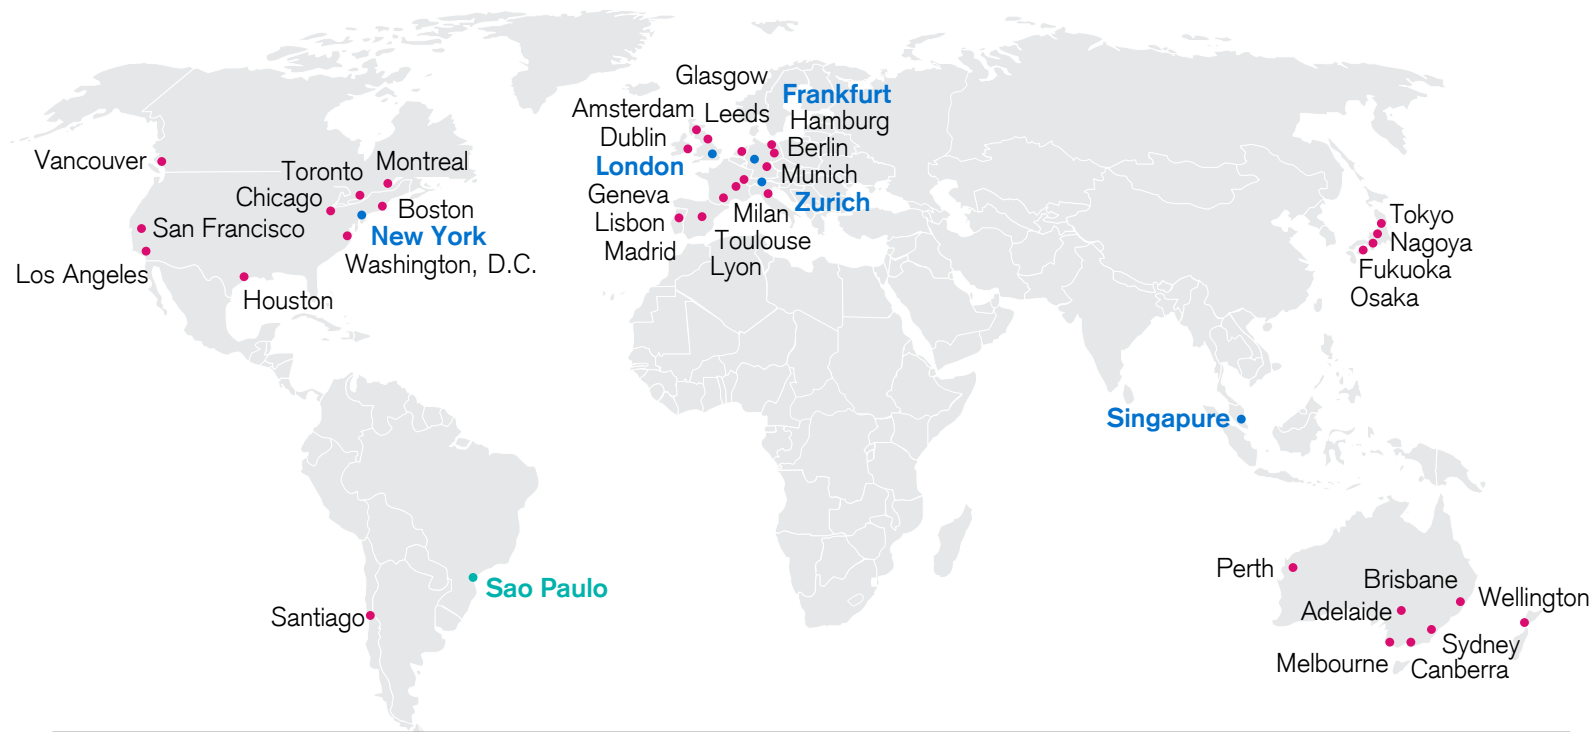 Vancouver
Toronto
Montreal
Chicago
Boston
San Francisco
New York
Washington, D.C.
Los Angeles
Houston
Glasgow
Frankfurt
Amsterdam
Leeds
Hamburg
Dublin
Berlin
London
Munich
Geneva
Zurich
Lisbon
Milan
Madrid
Toulouse
Lyon
Tokyo
Nagoya
Fukuoka
Osaka
Singapure
Sao Paulo
Santiago
Perth
Brisbane
Adelaide
Wellington
Sydney
Melbourne
Canberra